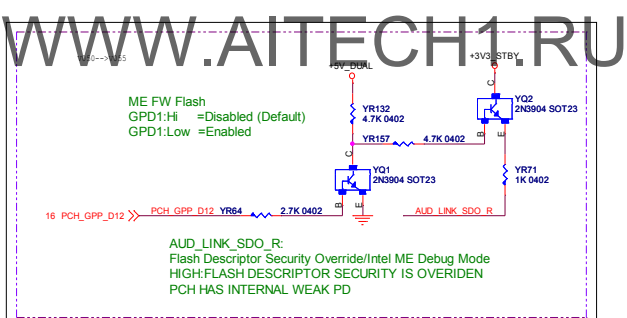 WWW.AITECH1.RU
+5V_DUAL
+3V3_STBY
ME FW Flash
GPD1:Hi =Disabled (Default)
GPD1:Low =Enabled
YR132
4.7K 0402
YR157 4.7K 0402
C
YQ2
2N3904 SOT23
B
E
C
YQ1
2N3904 SOT23
B
E
YR71
1K 0402
16 PCH_GPP_D12 PCH_GPP_D12 YR64 2.7K 0402
AUD_LINK_SDO_R
AUD_LINK_SDO_R:
Flash Descriptor Security Override/Intel ME Debug Mode
HIGH:FLASH DESCRIPTOR SECURITY IS OVERIDEN
PCH HAS INTERNAL WEAK PD